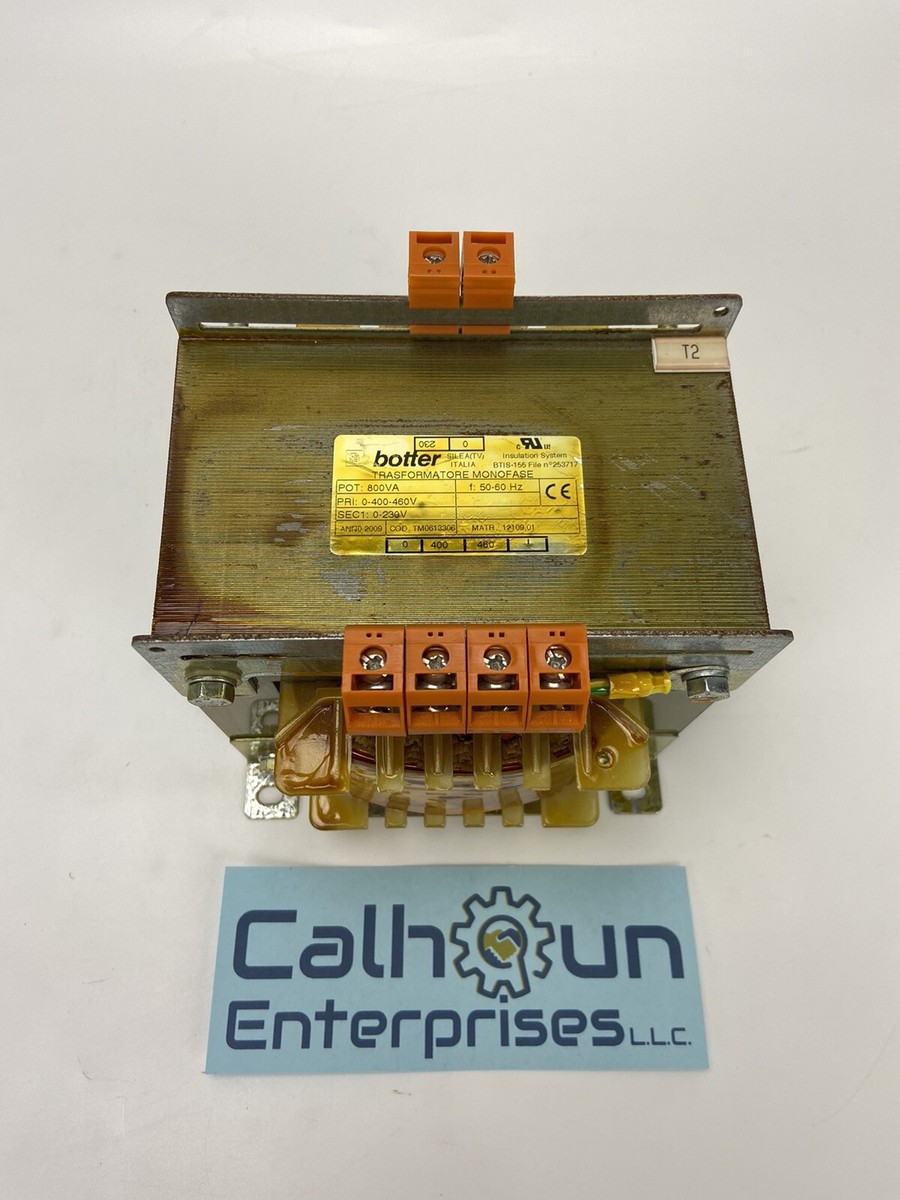 T2
230 0
botter SILEA(TV) ITALIA
c RU us
Insulation System
BTIS-155 File n°253717
TRASFORMATORE MONOFASE
POT: 800VA f: 50-60 Hz CE
PRI: 0-400-460V
SEC1: 0-230V
ANNO 2009 COD. TM0613306 MATR. 12109.01
0 400 460
Calhoun
Enterprises L.L.C.